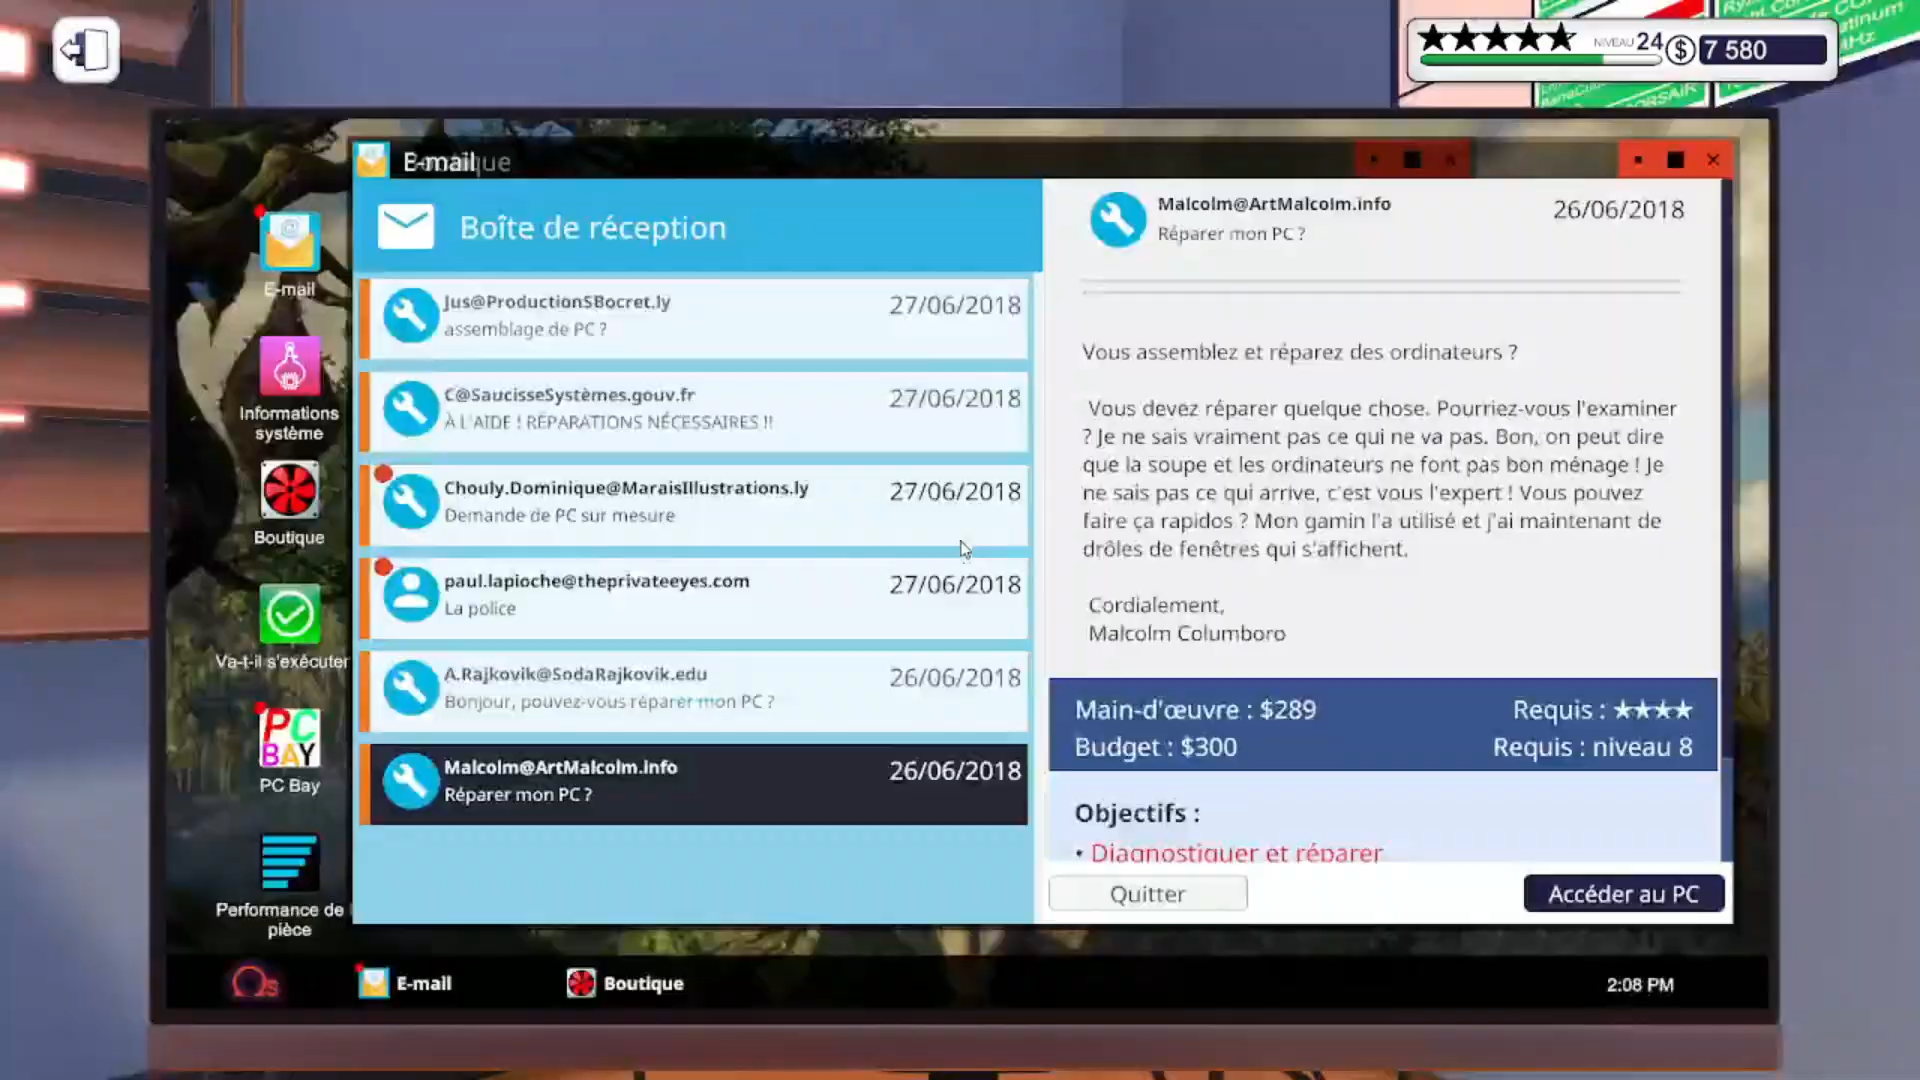 NIVEAU 24 $ 7 580
CORSAIR
E-mail
Boîte de réception
Jus@ProductionSBocret.ly 27/06/2018
assemblage de PC ?
C@SaucisseSystèmes.gouv.fr 27/06/2018
À L'AIDE ! RÉPARATIONS NÉCESSAIRES !!
Chouly.Dominique@MaraisIllustrations.ly 27/06/2018
Demande de PC sur mesure
paul.lapioche@theprivateeyes.com 27/06/2018
La police
A.Rajkovik@SodaRajkovik.edu 26/06/2018
Bonjour, pouvez-vous réparer mon PC ?
Malcolm@ArtMalcolm.info 26/06/2018
Réparer mon PC ?
Malcolm@ArtMalcolm.info 26/06/2018
Réparer mon PC ?
Vous assemblez et réparez des ordinateurs ?
Vous devez réparer quelque chose. Pourriez-vous l'examiner
? Je ne sais vraiment pas ce qui ne va pas. Bon, on peut dire
que la soupe et les ordinateurs ne font pas bon ménage ! Je
ne sais pas ce qui arrive, c'est vous l'expert ! Vous pouvez
faire ça rapidos ? Mon gamin l'a utilisé et j'ai maintenant de
drôles de fenêtres qui s'affichent.
Cordialement,
Malcolm Columboro
Main-d'œuvre : $289 Requis : ★★★★
Budget : $300 Requis : niveau 8
Objectifs :
• Diagnostiquer et réparer
Quitter Accéder au PC
E-mail
Informations
système
Boutique
Va-t-il s'exécuter
PC
BAY
PC Bay
Performance de
pièce
Os E-mail Boutique 2:08 PM